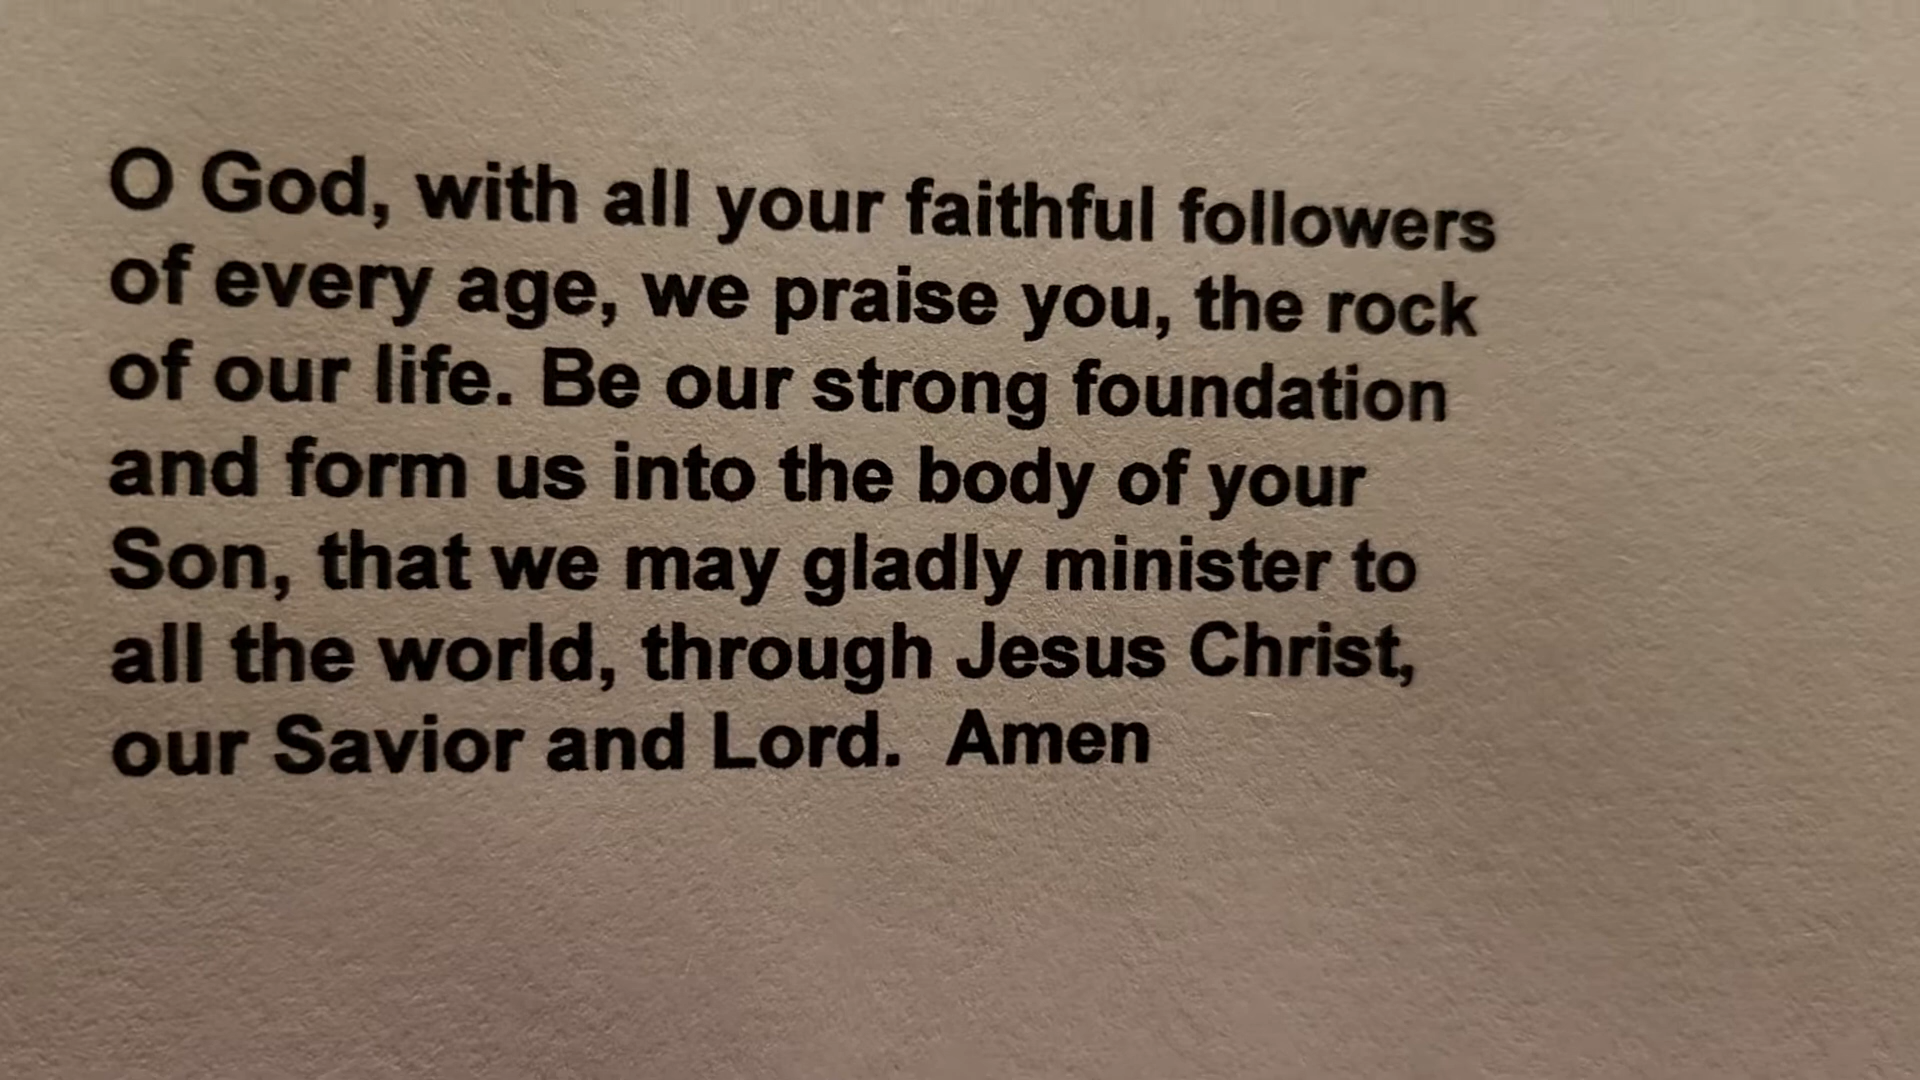 O God, with all your faithful followers
of every age, we praise you, the rock
of our life. Be our strong foundation
and form us into the body of your
Son, that we may gladly minister to
all the world, through Jesus Christ,
our Savior and Lord.  Amen